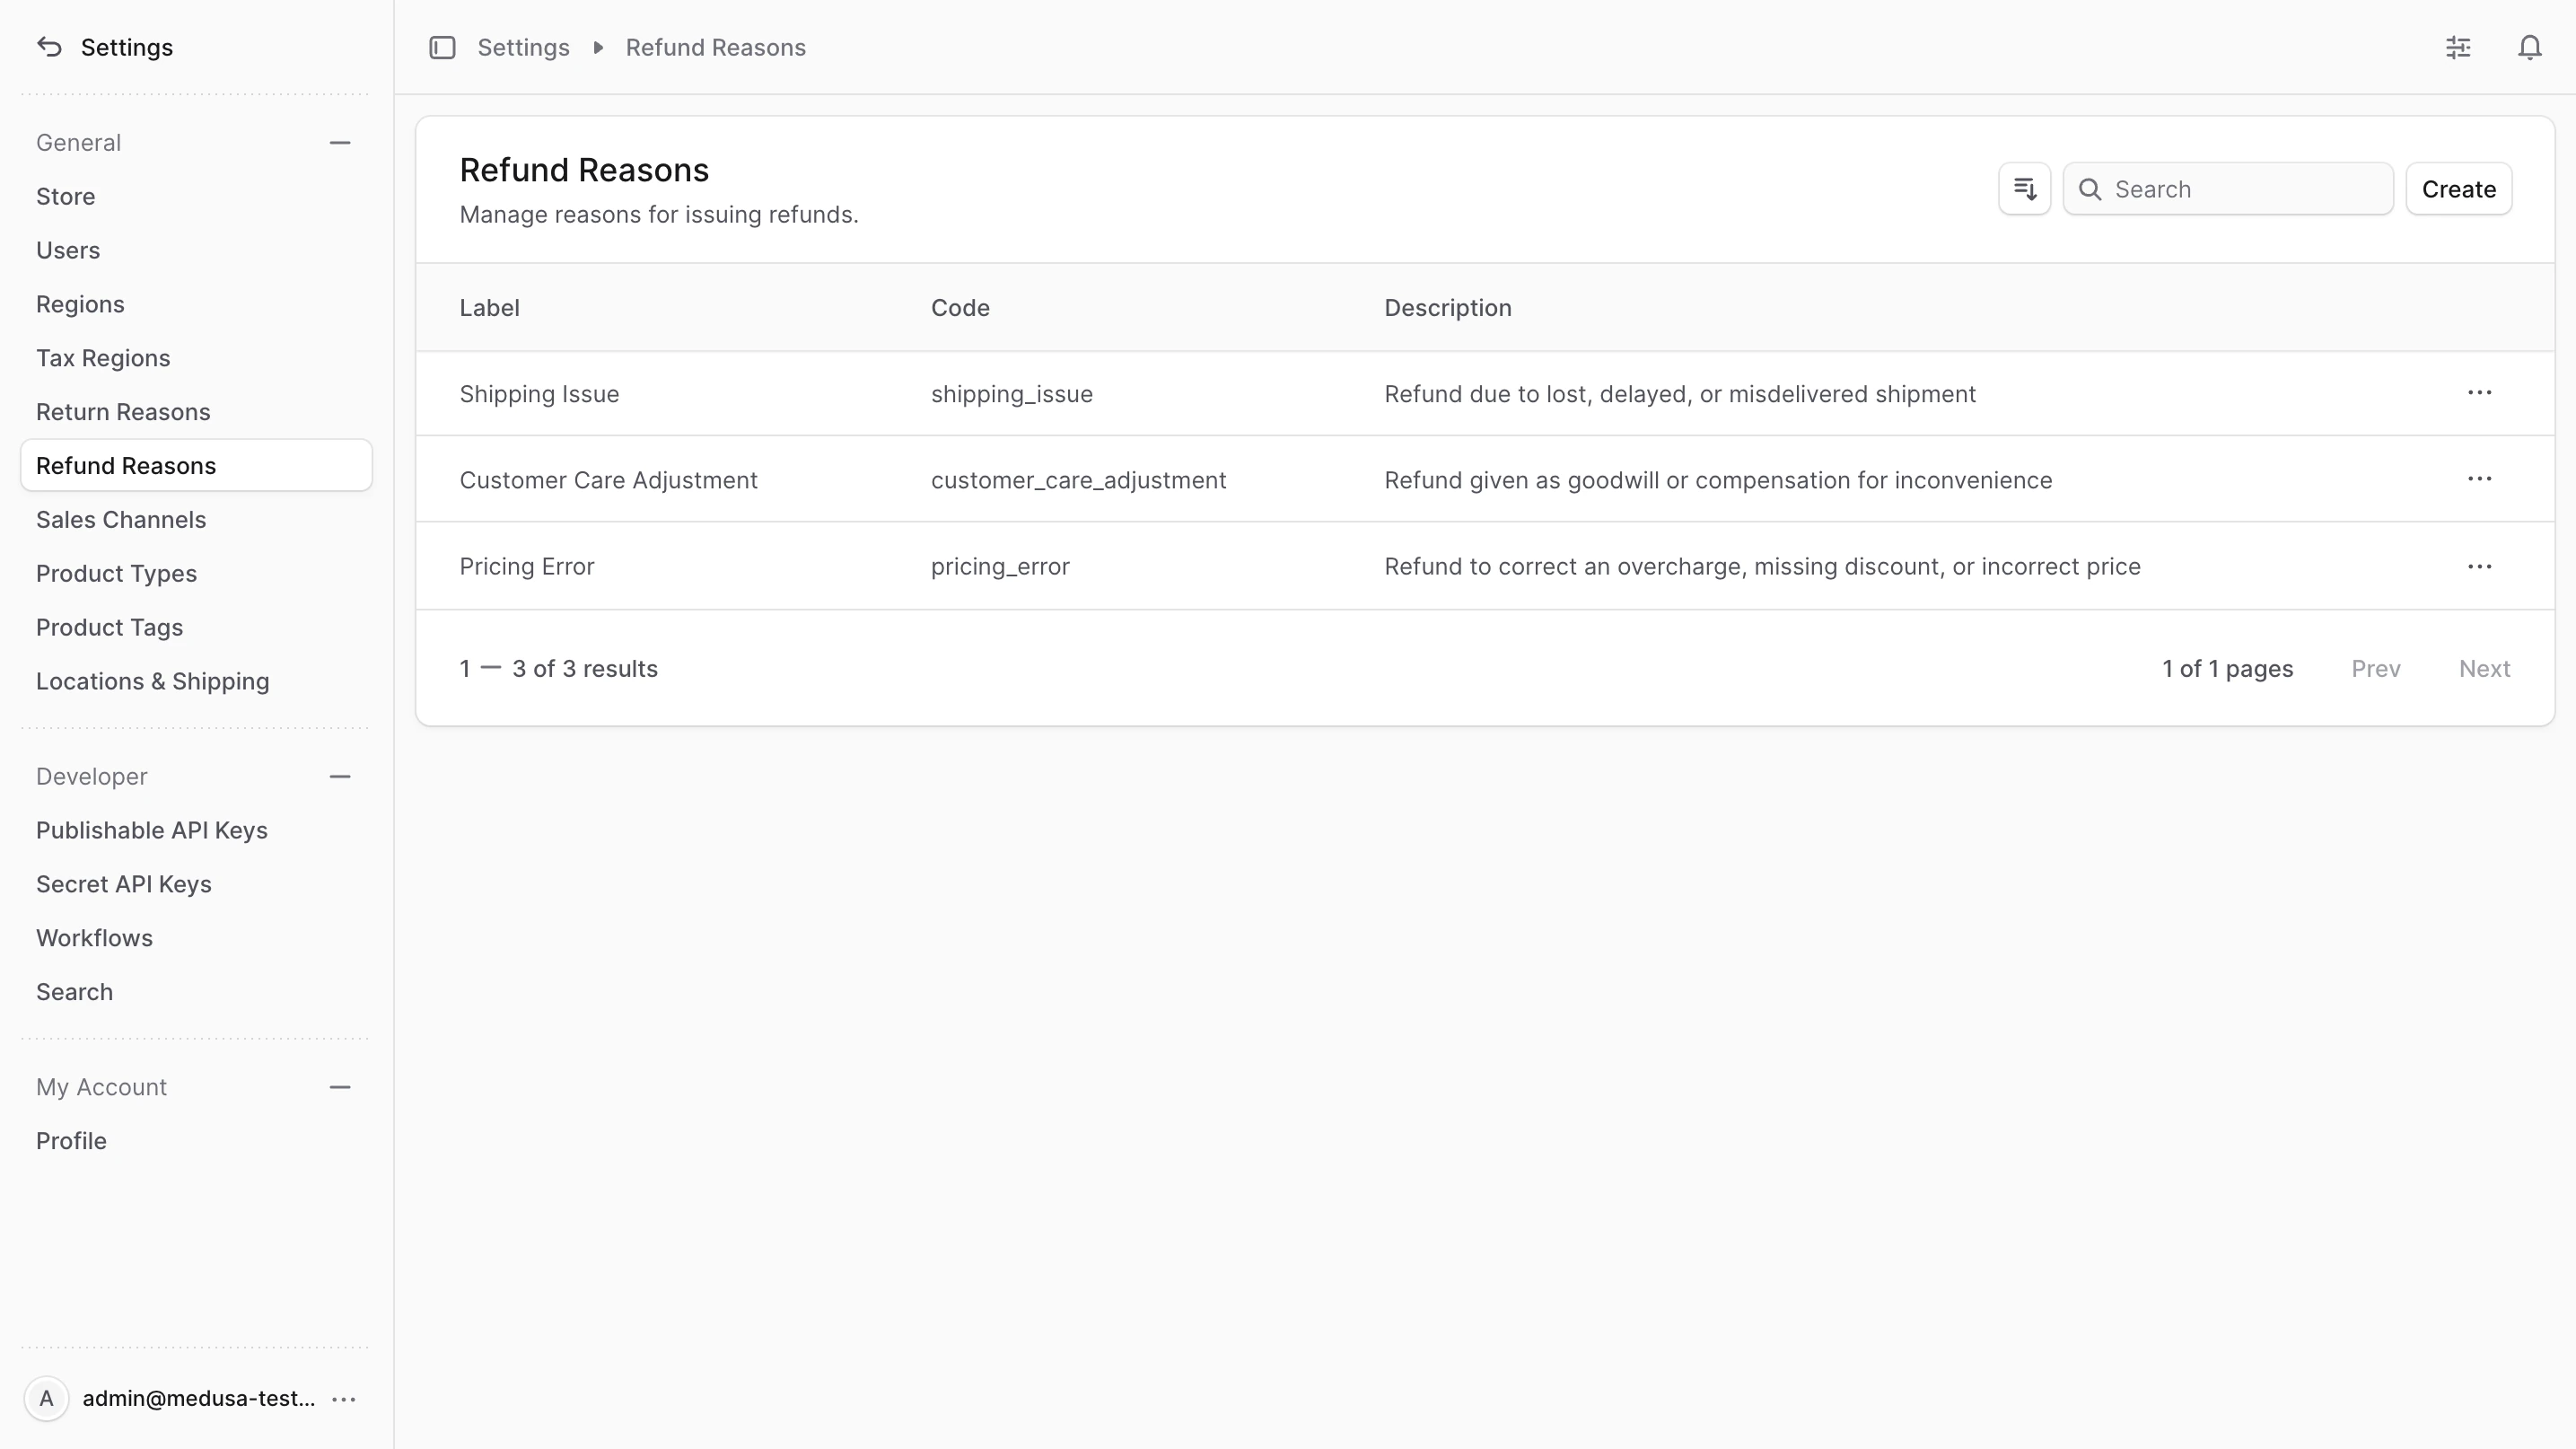 Settings
General
Store
Users
Regions
Tax Regions
Return Reasons
Refund Reasons
Sales Channels
Product Types
Product Tags
Locations & Shipping
Developer
Publishable API Keys
Secret API Keys
Workflows
Search
My Account
Profile
A admin@medusa-test...
Settings Refund Reasons
Refund Reasons
Manage reasons for issuing refunds.
Search
Create
Label Code Description
Shipping Issue shipping_issue Refund due to lost, delayed, or misdelivered shipment
Customer Care Adjustment customer_care_adjustment Refund given as goodwill or compensation for inconvenience
Pricing Error pricing_error Refund to correct an overcharge, missing discount, or incorrect price
1 — 3 of 3 results 1 of 1 pages Prev Next